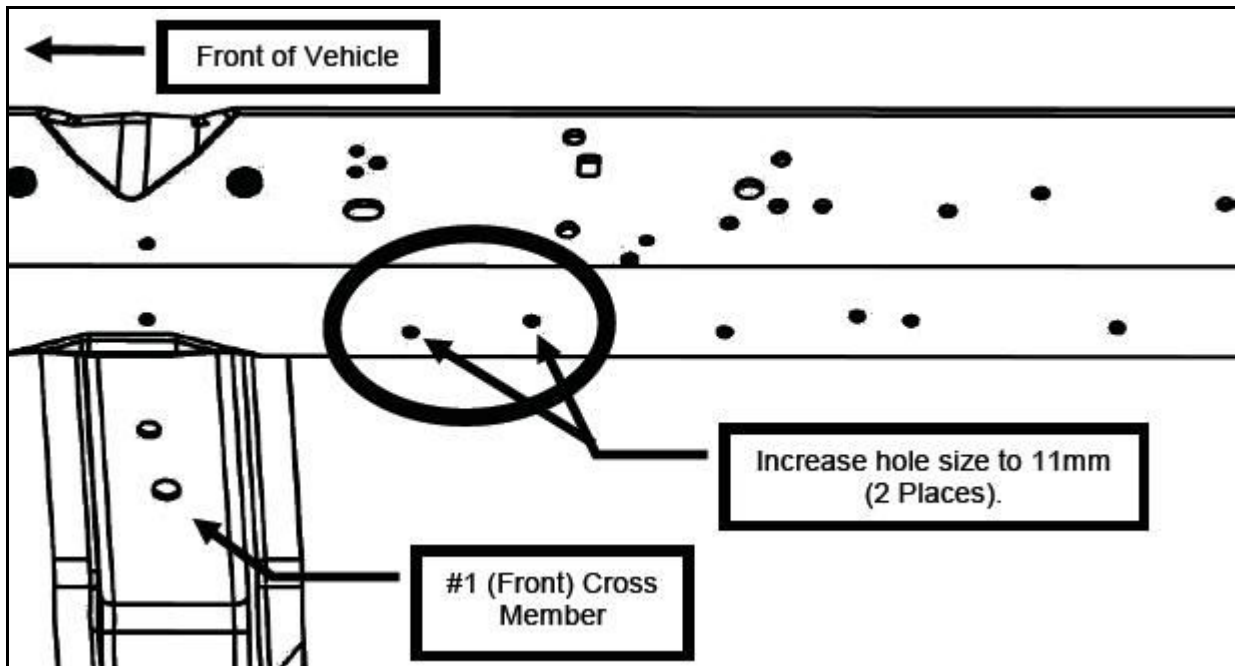 Front of Vehicle
Increase hole size to 11mm
(2 Places).
#1 (Front) Cross
Member